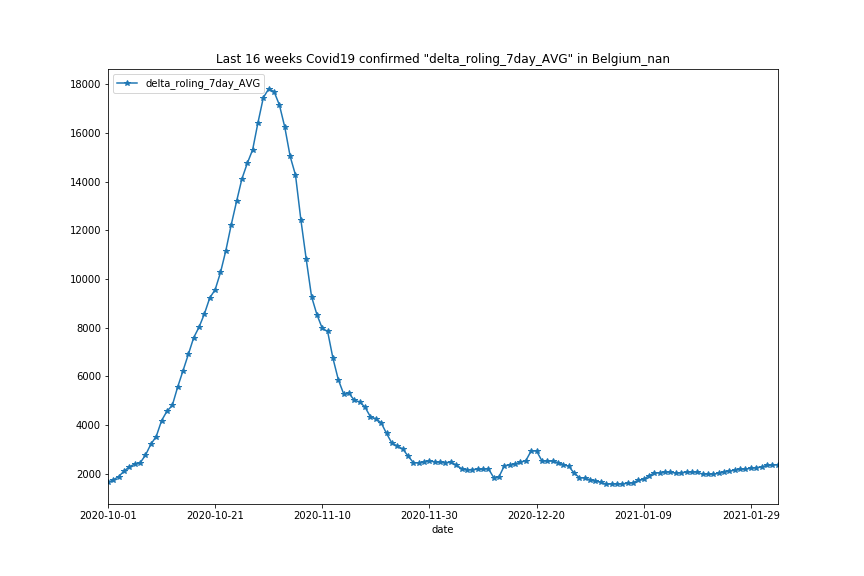 Last 16 weeks Covid19 confirmed "delta_roling_7day_AVG" in Belgium_nan
delta_roling_7day_AVG
18000
16000
14000
12000
10000
8000
6000
4000
2000
2020-10-01 2020-10-21 2020-11-10 2020-11-30 2020-12-20 2021-01-09 2021-01-29
date